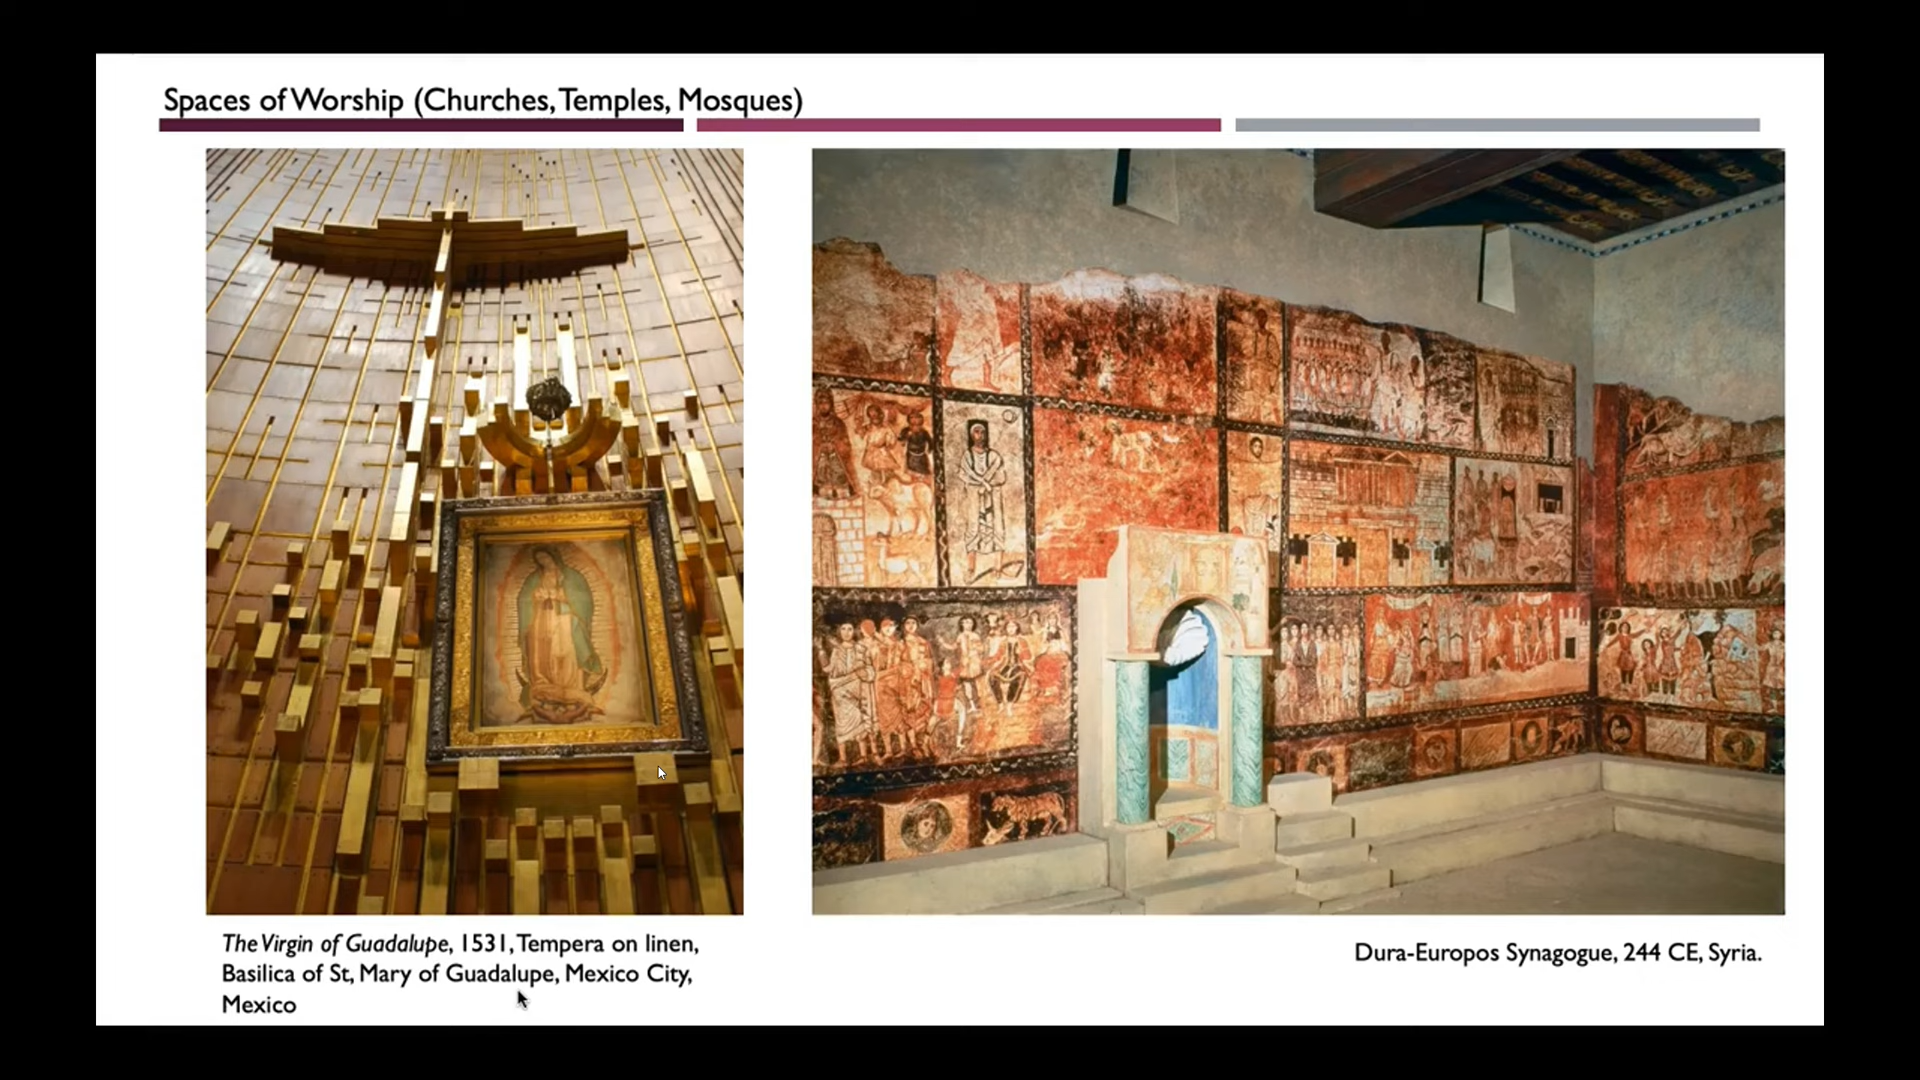 Spaces of Worship (Churches, Temples, Mosques)
The Virgin of Guadalupe, 1531, Tempera on linen,
Basilica of St, Mary of Guadalupe, Mexico City,
Mexico
Dura-Europos Synagogue, 244 CE, Syria.